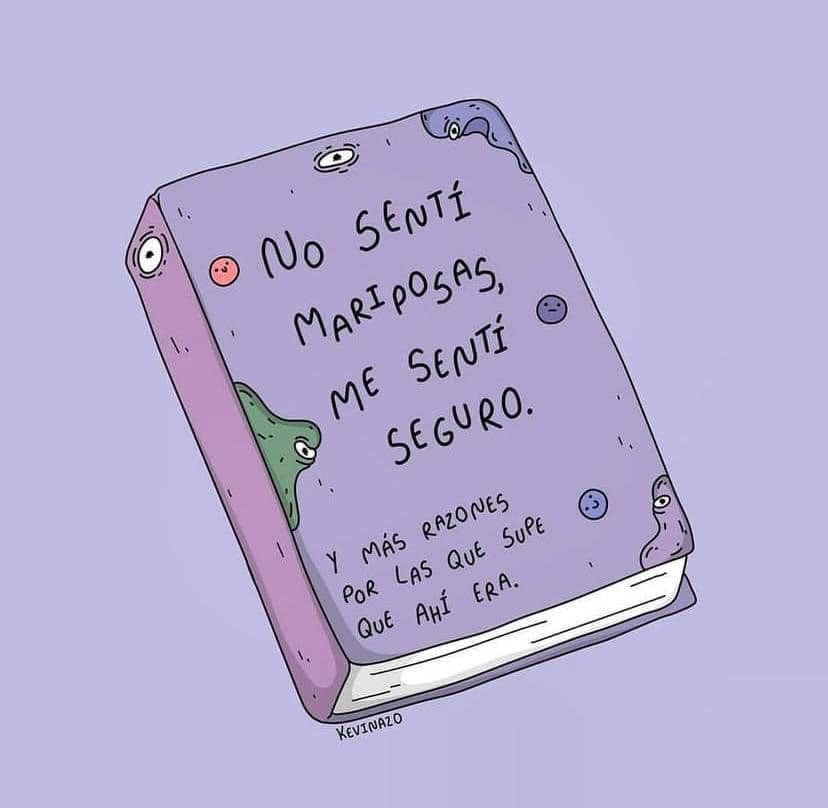 NO SENTÍ
MARIPOSAS,
ME SENTÍ
SEGURO.
Y MÁS RAZONES
POR LAS QUE SUPE
QUE AHÍ ERA.
KEVINAZO